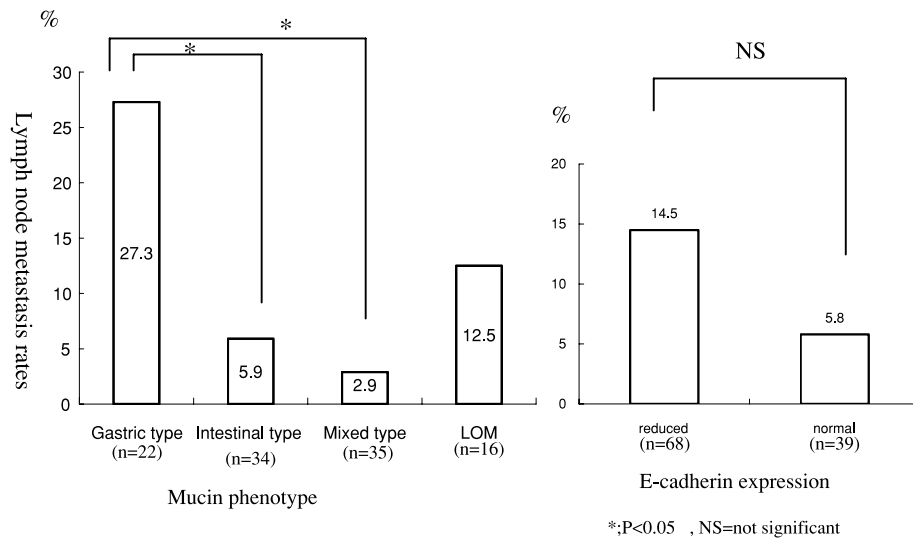 %
*
*
Lymph node metastasis rates
30
25
20
15
10
5
0
27.3
5.9
2.9
12.5
Gastric type
(n=22)
Intestinal type
(n=34)
Mixed type
(n=35)
LOM
(n=16)
Mucin phenotype
NS
%
20
15
10
5
0
14.5
5.8
reduced
(n=68)
normal
(n=39)
E-cadherin expression
*;P<0.05 , NS=not significant